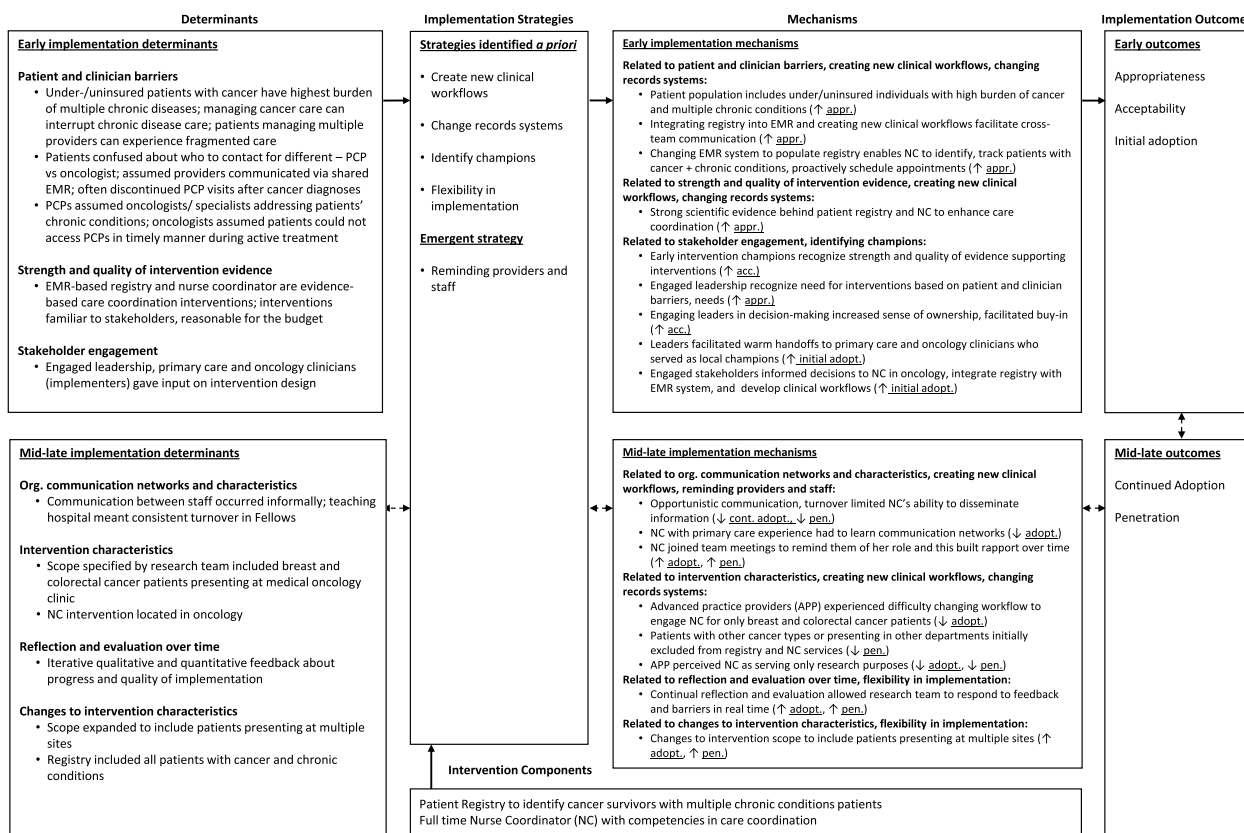 Determinants
Implementation Strategies
Mechanisms
Implementation Outcome
Early implementation determinants
Patient and clinician barriers
• Under-/uninsured patients with cancer have highest burden
of multiple chronic diseases; managing cancer care can
interrupt chronic disease care; patients managing multiple
providers can experience fragmented care
• Patients confused about who to contact for different – PCP
vs oncologist; assumed providers communicated via shared
EMR; often discontinued PCP visits after cancer diagnoses
• PCPs assumed oncologists/ specialists addressing patients’
chronic conditions; oncologists assumed patients could not
access PCPs in timely manner during active treatment
Strength and quality of intervention evidence
• EMR-based registry and nurse coordinator are evidence-
based care coordination interventions; interventions
familiar to stakeholders, reasonable for the budget
Stakeholder engagement
• Engaged leadership, primary care and oncology clinicians
(implementers) gave input on intervention design
Strategies identified a priori
• Create new clinical
workflows
• Change records systems
• Identify champions
• Flexibility in
implementation
Emergent strategy
• Reminding providers and
staff
Early implementation mechanisms
Related to patient and clinician barriers, creating new clinical workflows, changing
records systems:
• Patient population includes under/uninsured individuals with high burden of cancer
and multiple chronic conditions (↑ appr.)
• Integrating registry into EMR and creating new clinical workflows facilitate cross-
team communication (↑ appr.)
• Changing EMR system to populate registry enables NC to identify, track patients with
cancer + chronic conditions, proactively schedule appointments (↑ appr.)
Related to strength and quality of intervention evidence, creating new clinical
workflows, changing records systems:
• Strong scientific evidence behind patient registry and NC to enhance care
coordination (↑ appr.)
Related to stakeholder engagement, identifying champions:
• Early intervention champions recognize strength and quality of evidence supporting
interventions (↑ acc.)
• Engaged leadership recognize need for interventions based on patient and clinician
barriers, needs (↑ appr.)
• Engaging leaders in decision-making increased sense of ownership, facilitated buy-in
(↑ acc.)
• Leaders facilitated warm handoffs to primary care and oncology clinicians who
served as local champions (↑ initial adopt.)
• Engaged stakeholders informed decisions to NC in oncology, integrate registry with
EMR system, and develop clinical workflows (↑ initial adopt.)
Early outcomes
Appropriateness
Acceptability
Initial adoption
Mid-late implementation determinants
Org. communication networks and characteristics
• Communication between staff occurred informally; teaching
hospital meant consistent turnover in Fellows
Intervention characteristics
• Scope specified by research team included breast and
colorectal cancer patients presenting at medical oncology
clinic
• NC intervention located in oncology
Reflection and evaluation over time
• Iterative qualitative and quantitative feedback about
progress and quality of implementation
Changes to intervention characteristics
• Scope expanded to include patients presenting at multiple
sites
• Registry included all patients with cancer and chronic
conditions
Mid-late implementation mechanisms
Related to org. communication networks and characteristics, creating new clinical
workflows, reminding providers and staff:
• Opportunistic communication, turnover limited NC’s ability to disseminate
information (↓ cont. adopt., ↓ pen.)
• NC with primary care experience had to learn communication networks (↓ adopt.)
• NC joined team meetings to remind them of her role and this built rapport over time
(↑ adopt., ↑ pen.)
Related to intervention characteristics, creating new clinical workflows, changing
records systems:
• Advanced practice providers (APP) experienced difficulty changing workflow to
engage NC for only breast and colorectal cancer patients (↓ adopt.)
• Patients with other cancer types or presenting in other departments initially
excluded from registry and NC services (↓ pen.)
• APP perceived NC as serving only research purposes (↓ adopt., ↓ pen.)
Related to reflection and evaluation over time, flexibility in implementation:
• Continual reflection and evaluation allowed research team to respond to feedback
and barriers in real time (↑ adopt., ↑ pen.)
Related to changes to intervention characteristics, flexibility in implementation:
• Changes to intervention scope to include patients presenting at multiple sites (↑
adopt., ↑ pen.)
Mid-late outcomes
Continued Adoption
Penetration
Intervention Components
Patient Registry to identify cancer survivors with multiple chronic conditions patients
Full time Nurse Coordinator (NC) with competencies in care coordination